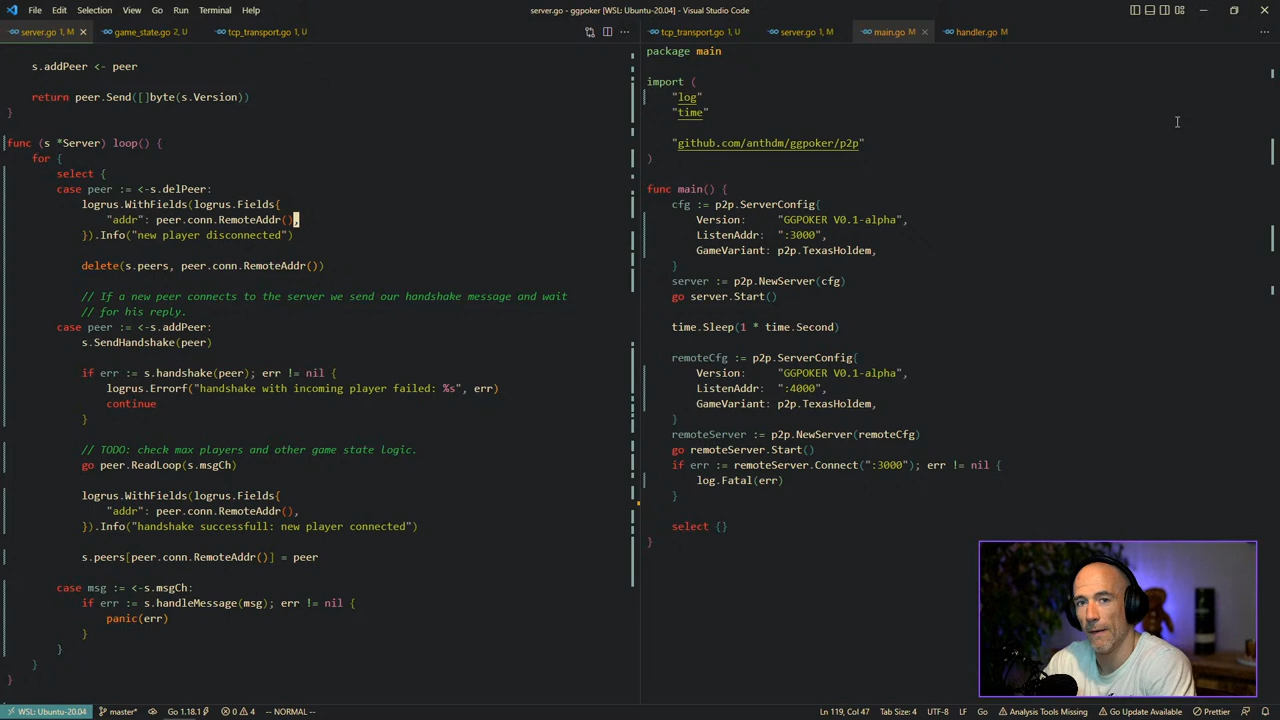 File Edit Selection View Go Run Terminal Help
server.go - ggpoker [WSL: Ubuntu-20.04] - Visual Studio Code
server.go 1, M
game_state.go 2, U
tcp_transport.go 1, U
s.addPeer <- peer
return peer.Send([]byte(s.Version))
}
func (s *Server) loop() {
for {
select {
case peer := <-s.delPeer:
logrus.WithFields(logrus.Fields{
"addr": peer.conn.RemoteAddr(),
}).Info("new player disconnected")
delete(s.peers, peer.conn.RemoteAddr())
// If a new peer connects to the server we send our handshake message and wait
// for his reply.
case peer := <-s.addPeer:
s.SendHandshake(peer)
if err := s.handshake(peer); err != nil {
logrus.Errorf("handshake with incoming player failed: %s", err)
continue
}
// TODO: check max players and other game state logic.
go peer.ReadLoop(s.msgCh)
logrus.WithFields(logrus.Fields{
"addr": peer.conn.RemoteAddr(),
}).Info("handshake successfull: new player connected")
s.peers[peer.conn.RemoteAddr()] = peer
case msg := <-s.msgCh:
if err := s.handleMessage(msg); err != nil {
panic(err)
}
}
}
}
tcp_transport.go 1, U
server.go 1, M
main.go M
handler.go M
package main
import (
"log"
"time"
"github.com/anthdm/ggpoker/p2p"
)
func main() {
cfg := p2p.ServerConfig{
Version: "GGPOKER V0.1-alpha",
ListenAddr: ":3000",
GameVariant: p2p.TexasHoldem,
}
server := p2p.NewServer(cfg)
go server.Start()
time.Sleep(1 * time.Second)
remoteCfg := p2p.ServerConfig{
Version: "GGPOKER V0.1-alpha",
ListenAddr: ":4000",
GameVariant: p2p.TexasHoldem,
}
remoteServer := p2p.NewServer(remoteCfg)
go remoteServer.Start()
if err := remoteServer.Connect(":3000"); err != nil {
log.Fatal(err)
}
select {}
}
WSL: Ubuntu-20.04 master* Go 1.18.1 0 4 -- NORMAL -- Ln 119, Col 47 Tab Size: 4 UTF-8 LF Go Analysis Tools Missing Go Update Available Prettier